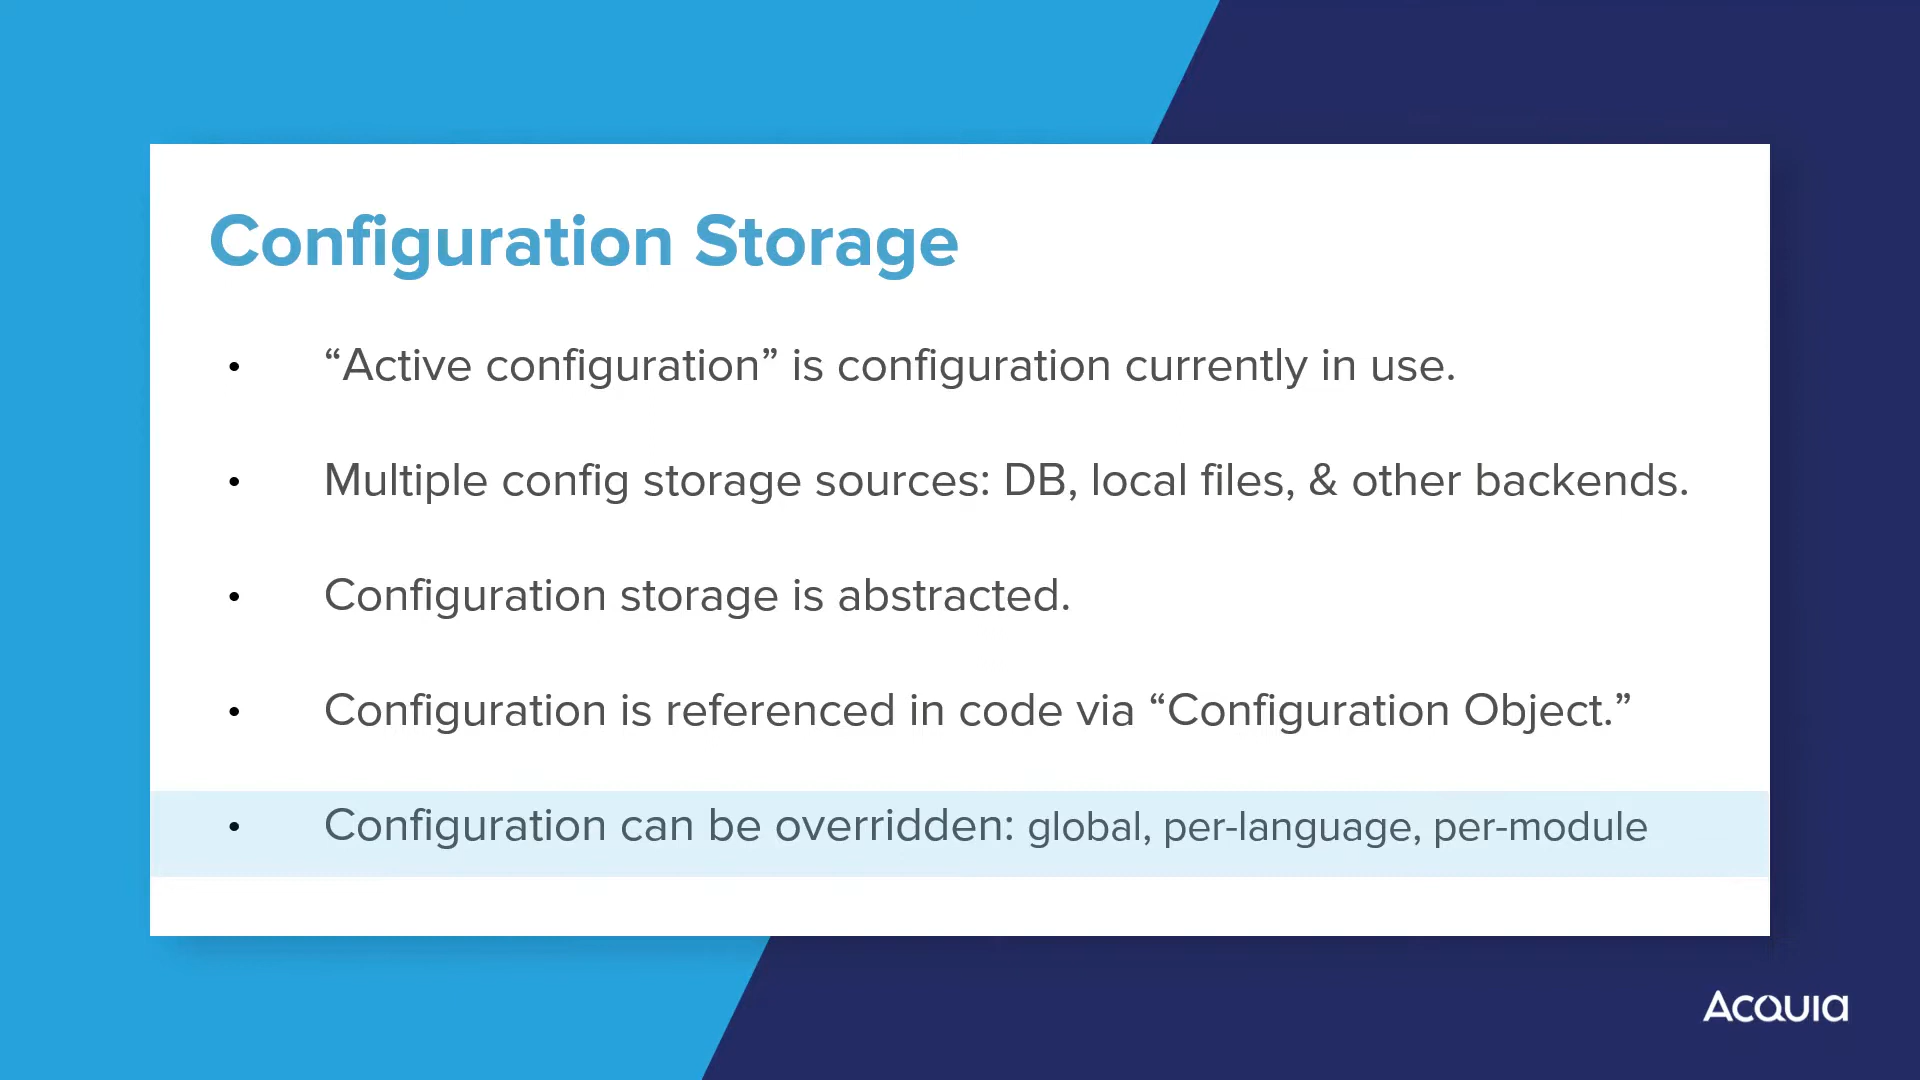 Configuration Storage
• “Active configuration” is configuration currently in use.
• Multiple config storage sources: DB, local files, & other backends.
• Configuration storage is abstracted.
• Configuration is referenced in code via “Configuration Object.”
• Configuration can be overridden: global, per-language, per-module
Acquia